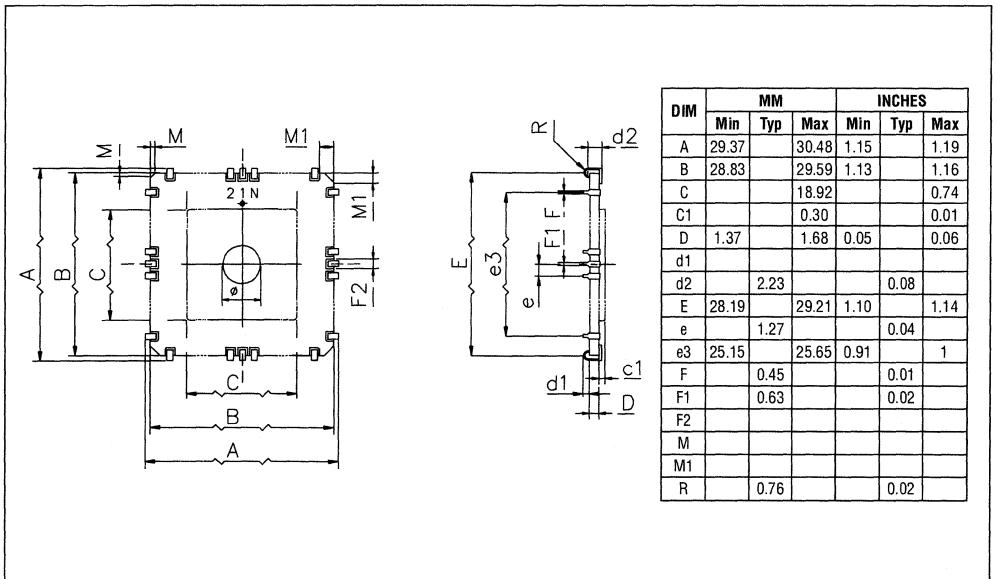 M
M1
M
M1
21N
A
B
C
ø
F2
C
B
A
R
d2
F
F1
E
e3
e
d1
c1
D
DIM MM INCHES
Min Typ Max Min Typ Max
A 29.37 30.48 1.15 1.19
B 28.83 29.59 1.13 1.16
C 18.92 0.74
C1 0.30 0.01
D 1.37 1.68 0.05 0.06
d1
d2 2.23 0.08
E 28.19 29.21 1.10 1.14
e 1.27 0.04
e3 25.15 25.65 0.91 1
F 0.45 0.01
F1 0.63 0.02
F2
M
M1
R 0.76 0.02